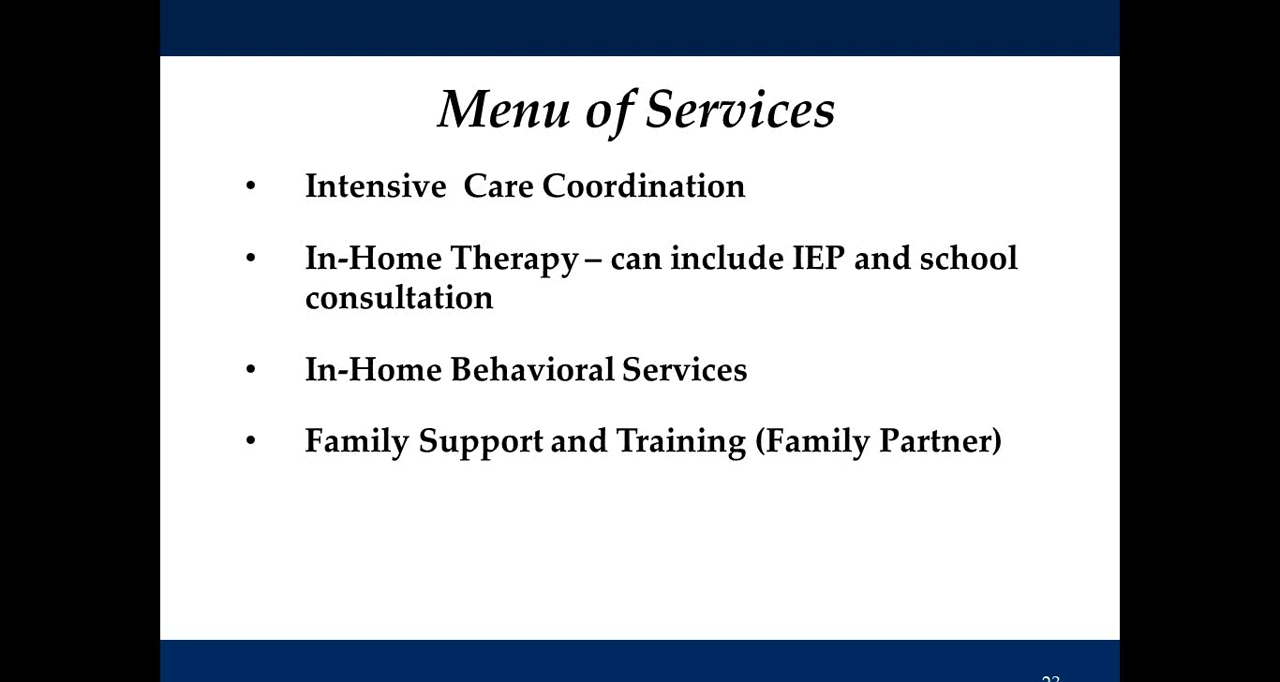 Menu of Services
• Intensive  Care Coordination
• In-Home Therapy – can include IEP and school
consultation
• In-Home Behavioral Services
• Family Support and Training (Family Partner)